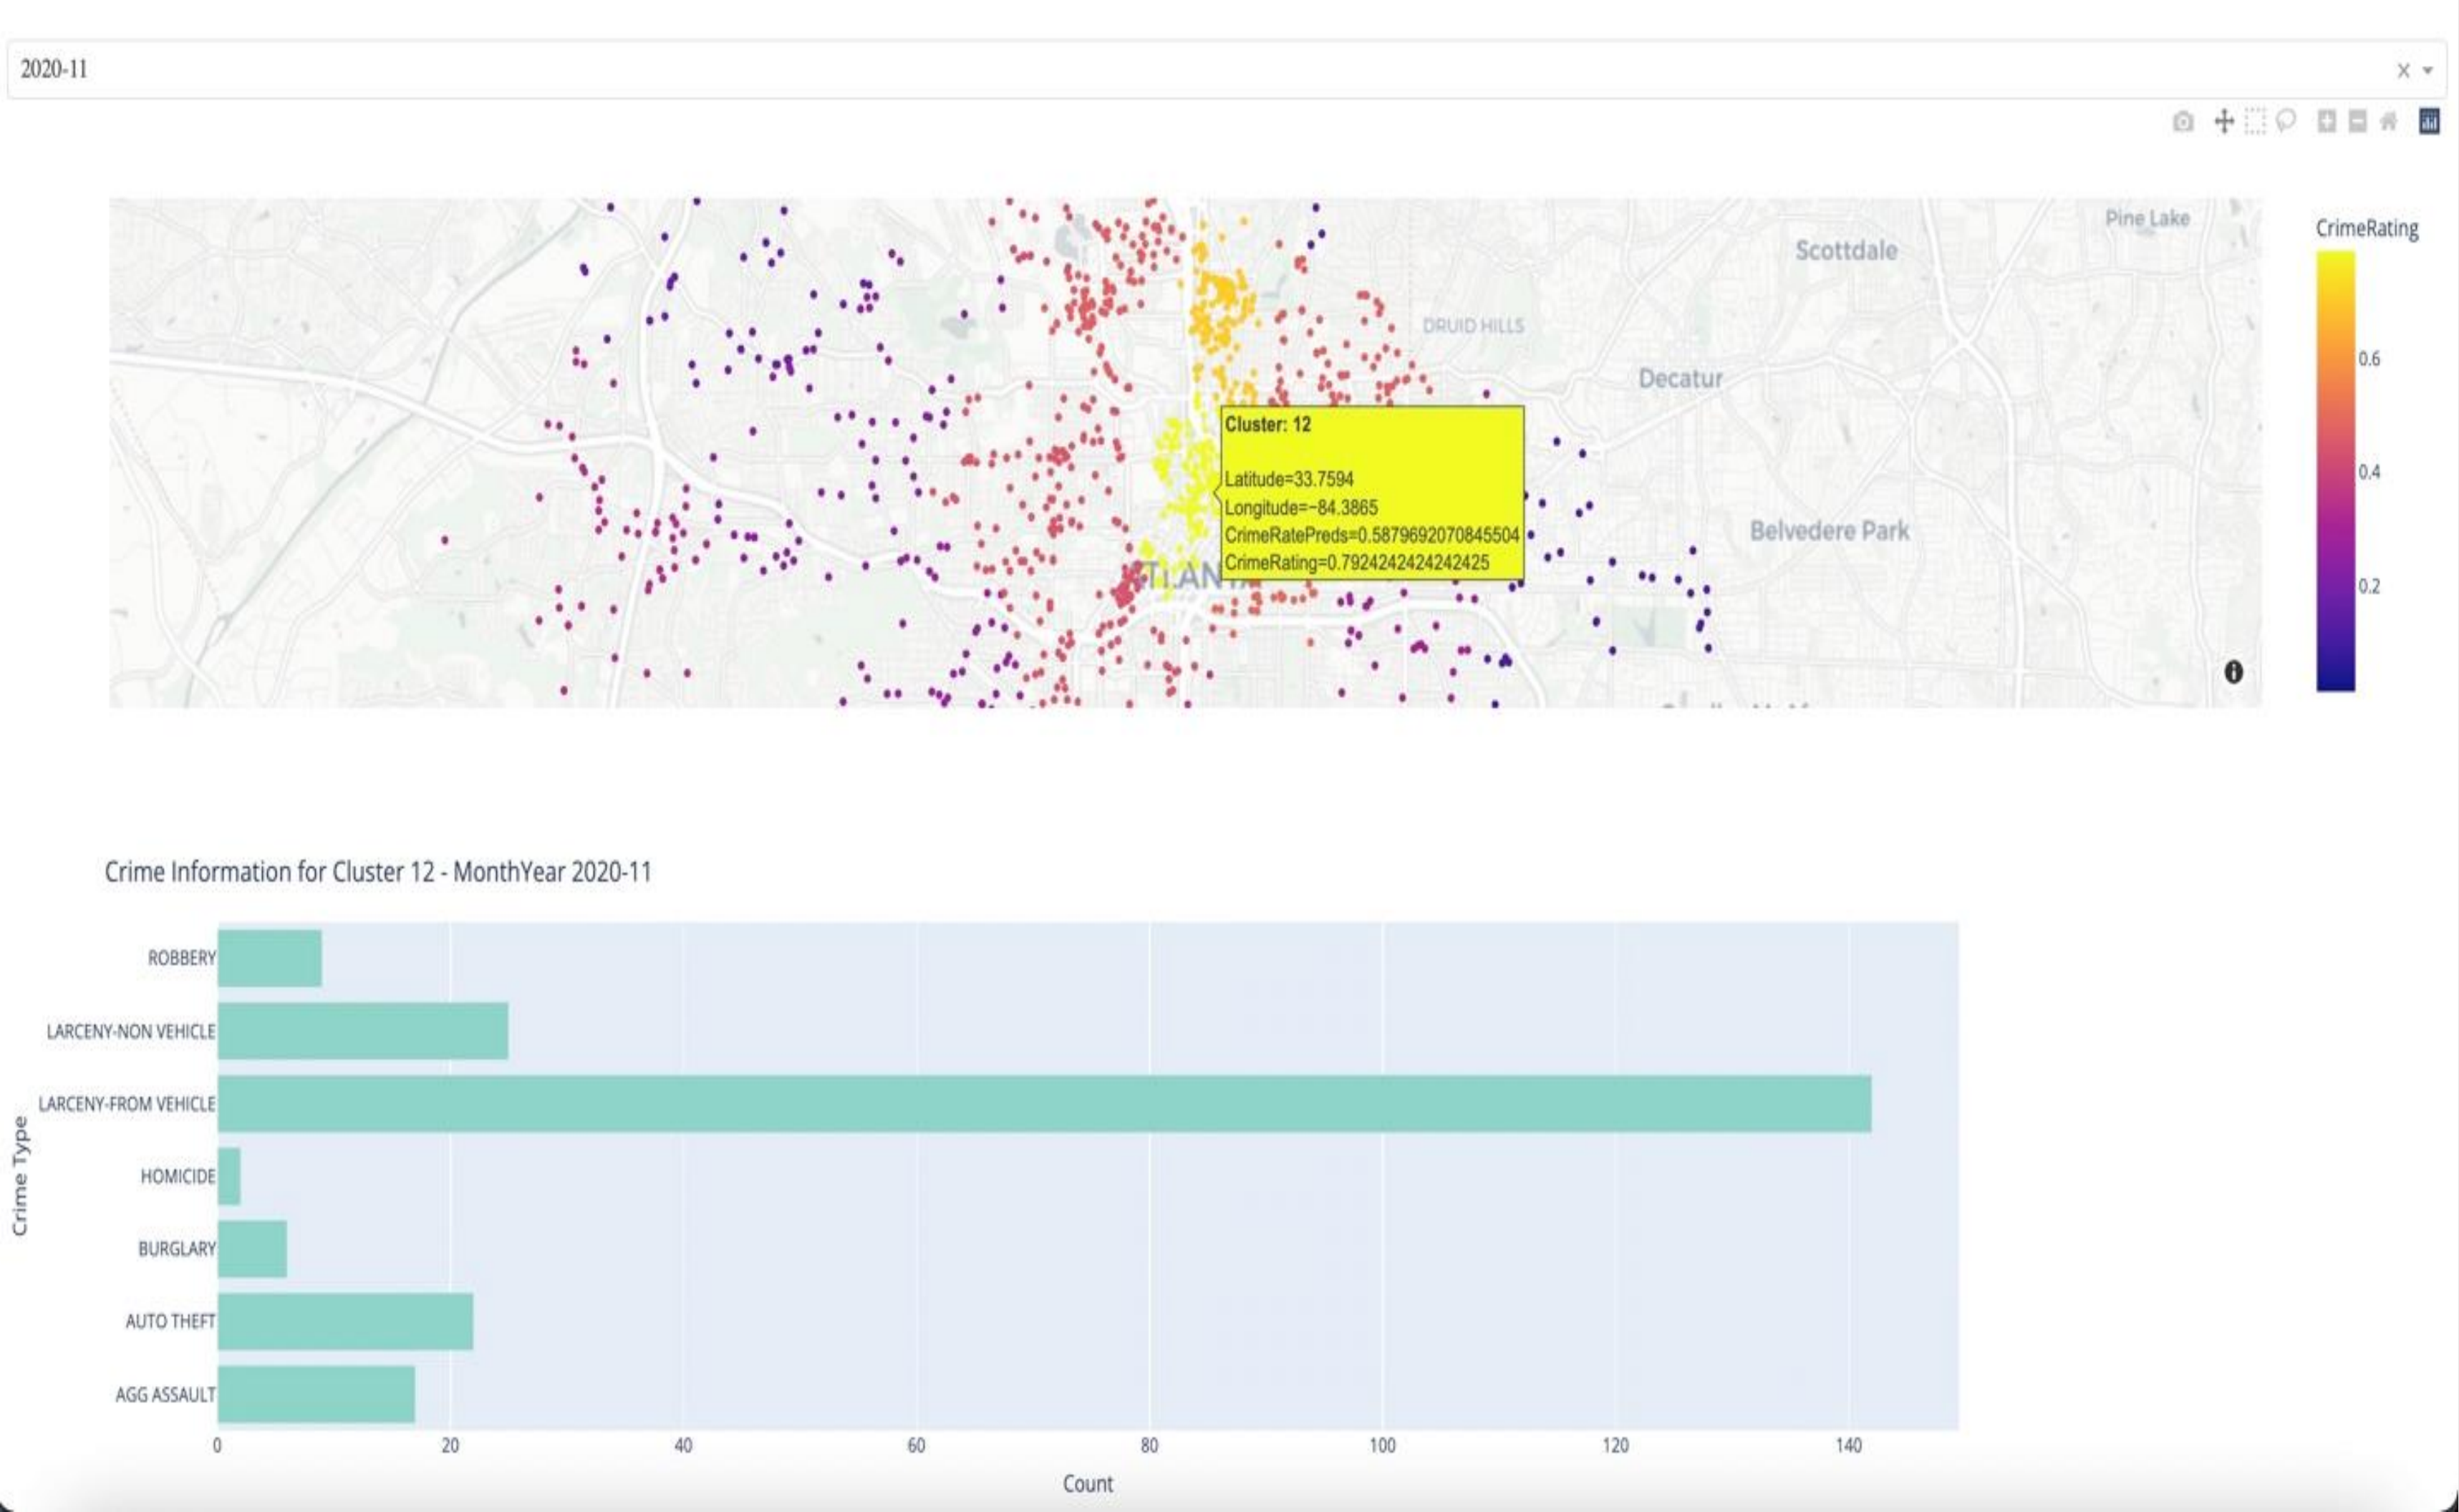 2020-11
CrimeRating
Pine Lake
Scottdale
DRUID HILLS
Decatur
Belvedere Park
Cluster: 12
Latitude=33.7594
Longitude=−84.3865
CrimeRatePreds=0.5879692070845504
CrimeRating=0.7924242424242425
0.6
0.4
0.2
Crime Information for Cluster 12 - MonthYear 2020-11
Crime Type
ROBBERY
LARCENY-NON VEHICLE
LARCENY-FROM VEHICLE
HOMICIDE
BURGLARY
AUTO THEFT
AGG ASSAULT
0 20 40 60 80 100 120 140
Count